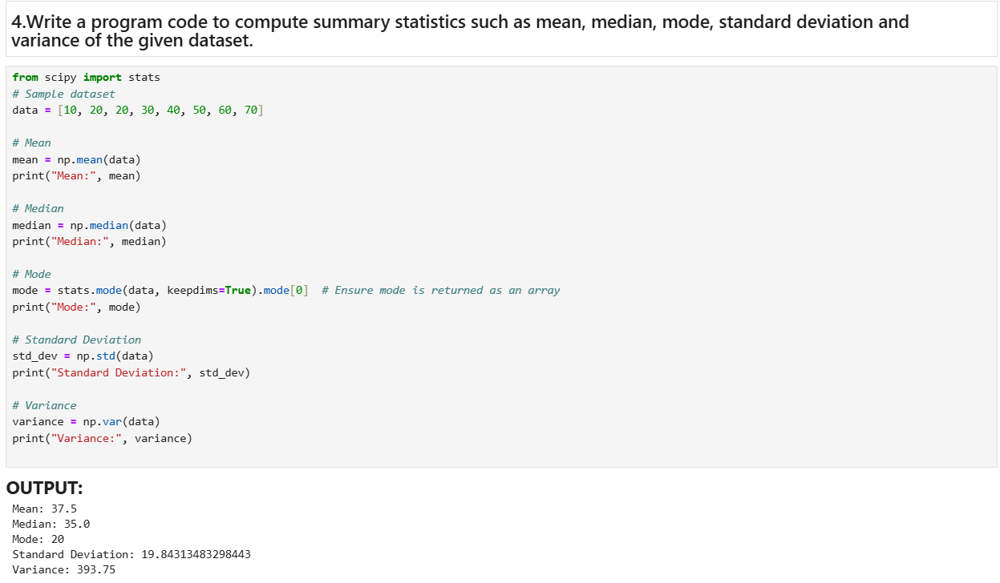 4.Write a program code to compute summary statistics such as mean, median, mode, standard deviation and
variance of the given dataset.
from scipy import stats
# Sample dataset
data = [10, 20, 20, 30, 40, 50, 60, 70]
# Mean
mean = np.mean(data)
print("Mean:", mean)
# Median
median = np.median(data)
print("Median:", median)
# Mode
mode = stats.mode(data, keepdims=True).mode[0]  # Ensure mode is returned as an array
print("Mode:", mode)
# Standard Deviation
std_dev = np.std(data)
print("Standard Deviation:", std_dev)
# Variance
variance = np.var(data)
print("Variance:", variance)
OUTPUT:
Mean: 37.5
Median: 35.0
Mode: 20
Standard Deviation: 19.84313483298443
Variance: 393.75